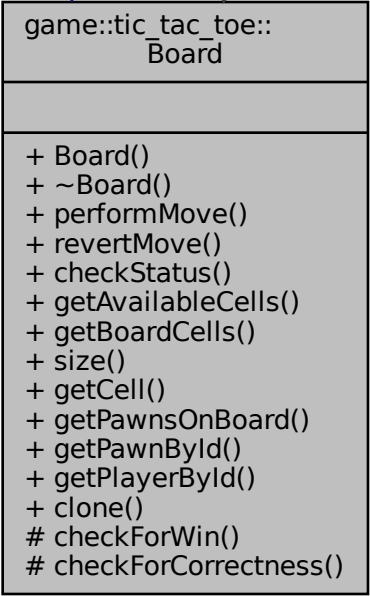 game::tic_tac_toe::
Board
+ Board()
+ ~Board()
+ performMove()
+ revertMove()
+ checkStatus()
+ getAvailableCells()
+ getBoardCells()
+ size()
+ getCell()
+ getPawnsOnBoard()
+ getPawnById()
+ getPlayerById()
+ clone()
# checkForWin()
# checkForCorrectness()